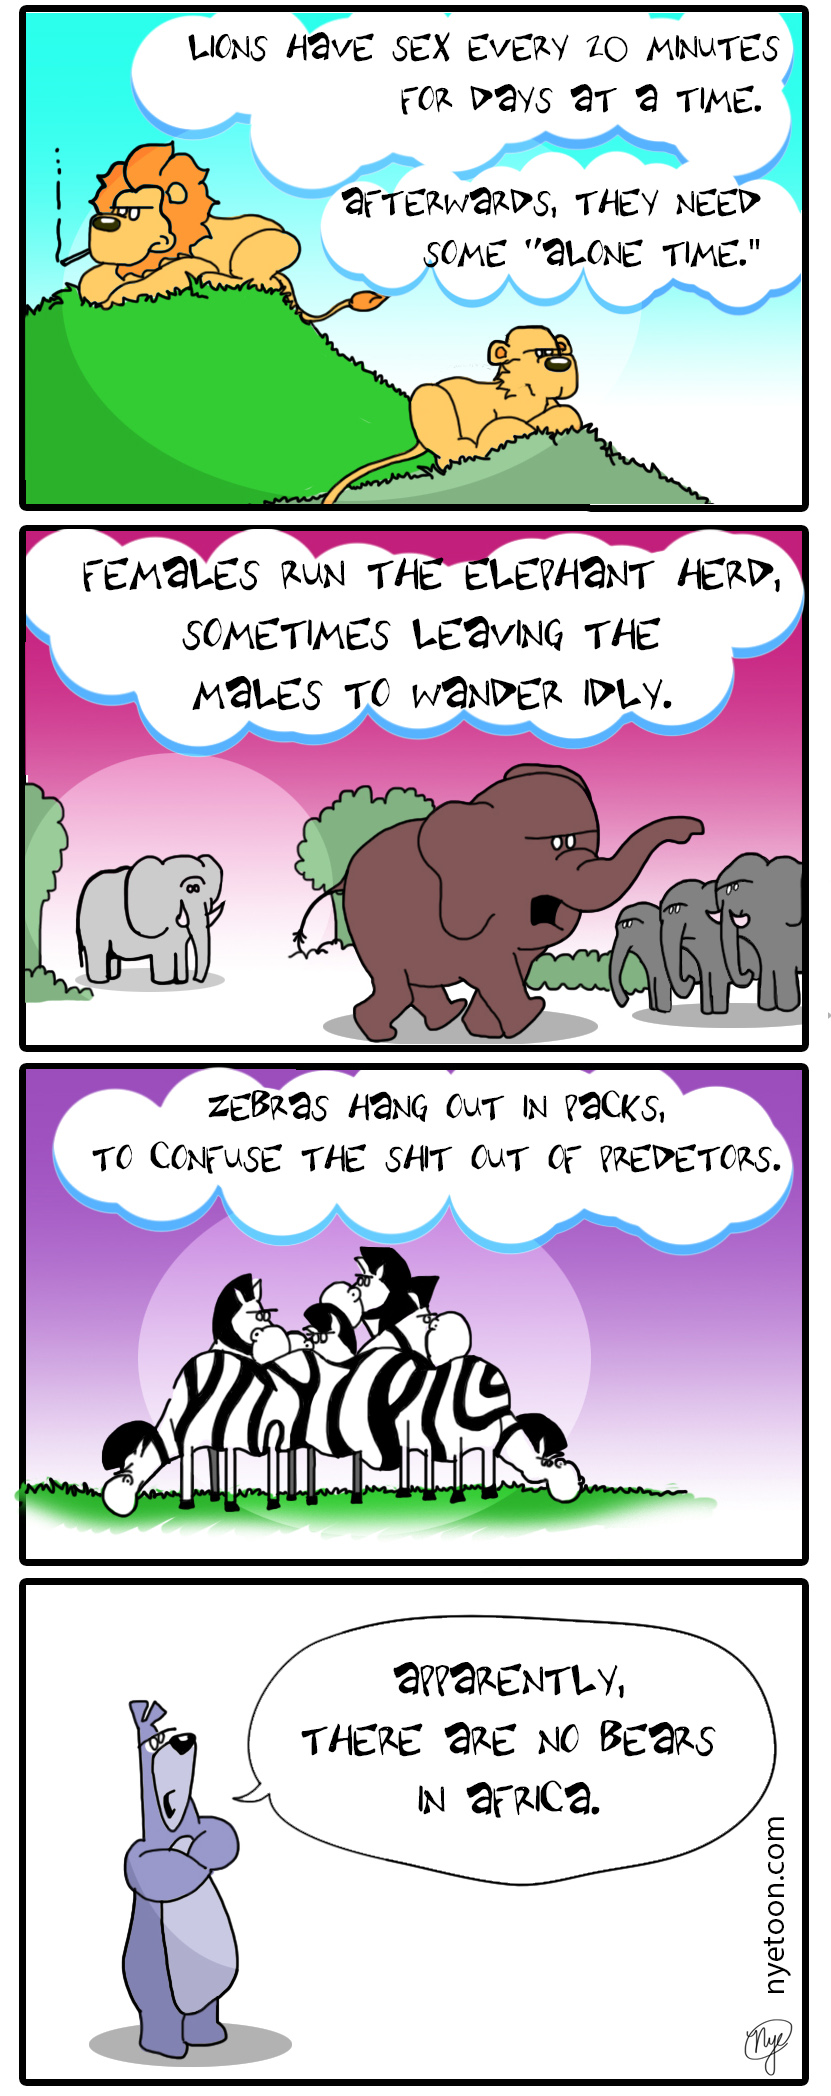 LIONS HAVE SEX EVERY 20 MINUTES
FOR DAYS AT A TIME.
AFTERWARDS, THEY NEED
SOME "ALONE TIME."
FEMALES RUN THE ELEPHANT HERD,
SOMETIMES LEAVING THE
MALES TO WANDER IDLY.
ZEBRAS HANG OUT IN PACKS,
TO CONFUSE THE SHIT OUT OF PREDETORS.
APPARENTLY,
THERE ARE NO BEARS
IN AFRICA.
nyetoon.com
Nye